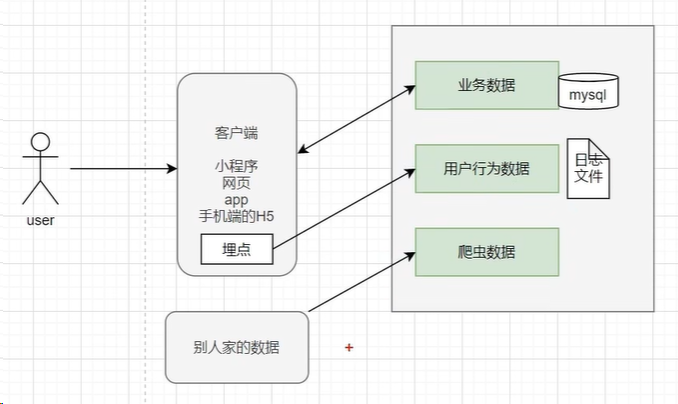 user
客户端
小程序
网页
app
手机端的H5
埋点
别人家的数据
业务数据
mysql
用户行为数据
日志
文件
爬虫数据